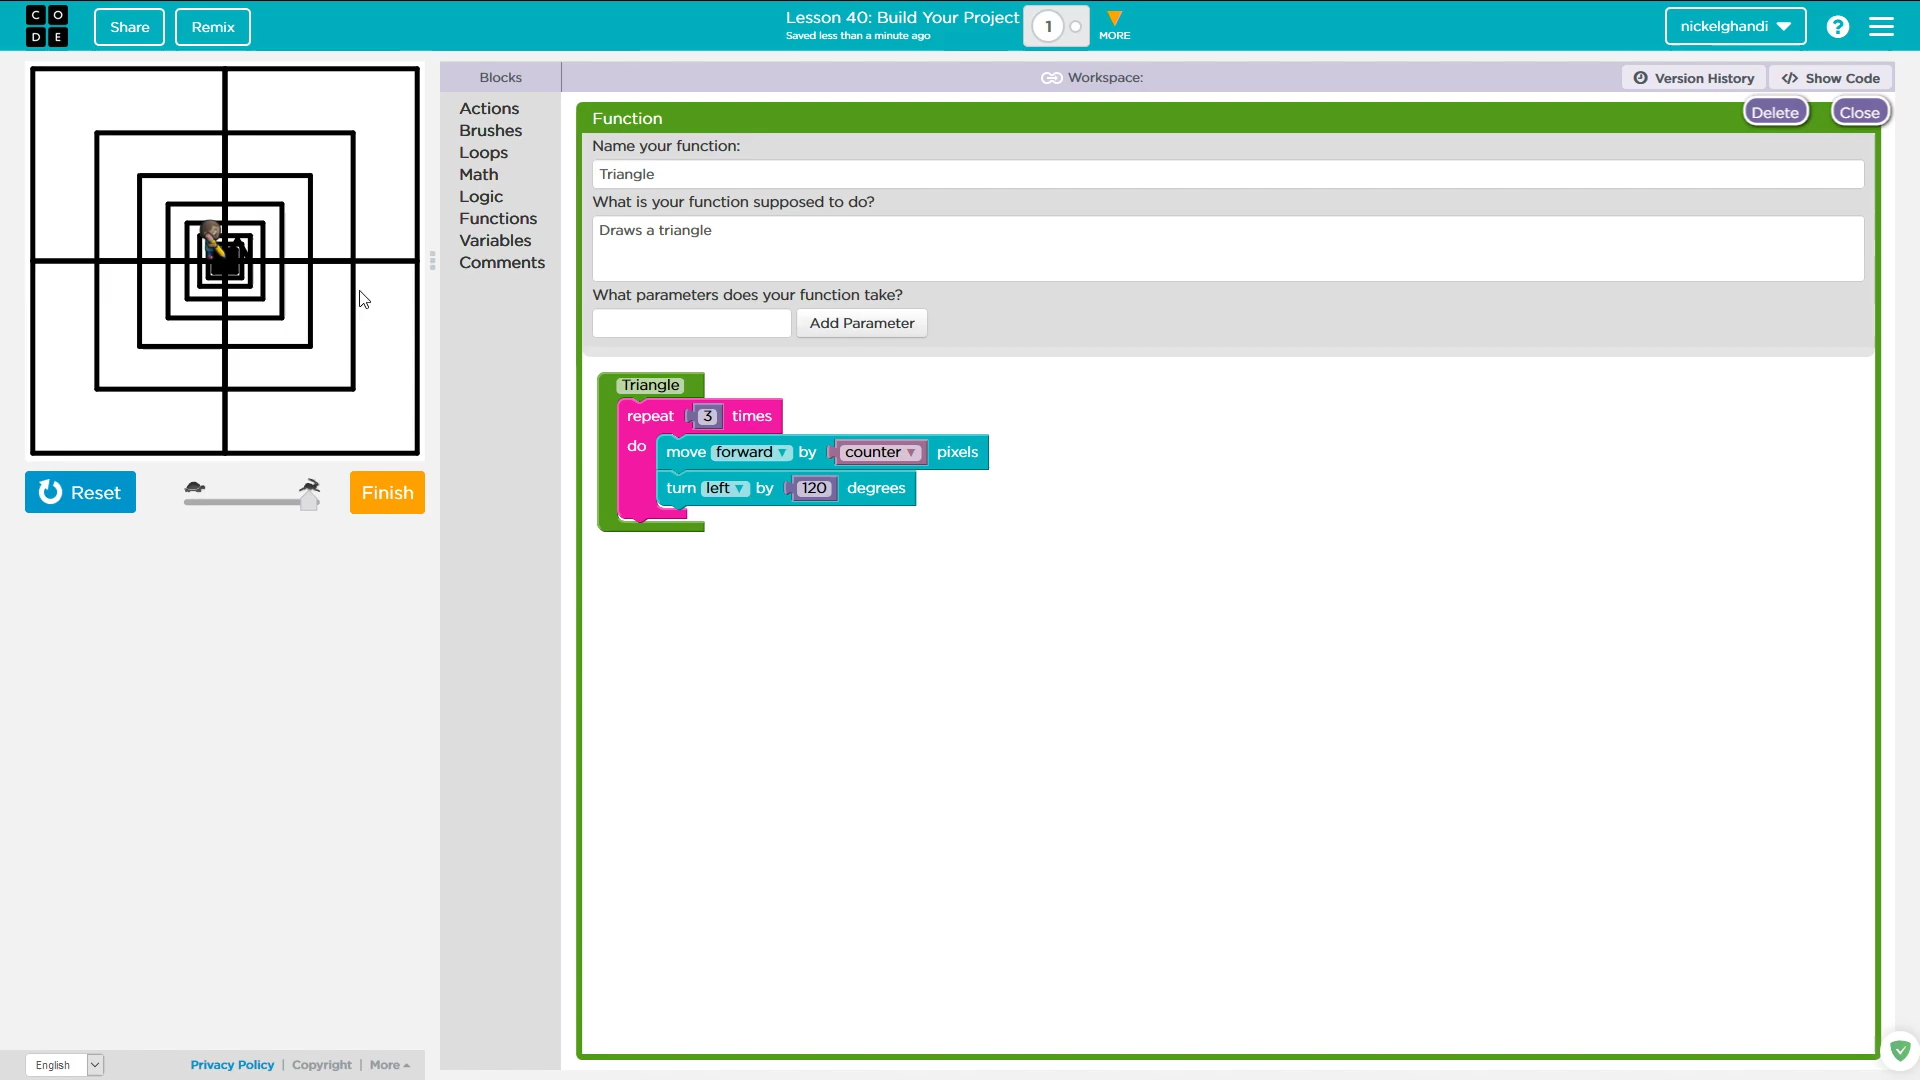 C O
D E
Share
Remix
Lesson 40: Build Your Project
Saved less than a minute ago
1
MORE
nickelghandi
?
Blocks
Workspace:
Version History
Show Code
Actions
Brushes
Loops
Math
Logic
Functions
Variables
Comments
Function
Delete
Close
Name your function:
Triangle
What is your function supposed to do?
Draws a triangle
What parameters does your function take?
Add Parameter
Triangle
repeat 3 times
do
move forward by counter pixels
turn left by 120 degrees
Reset
Finish
English
Privacy Policy | Copyright | More